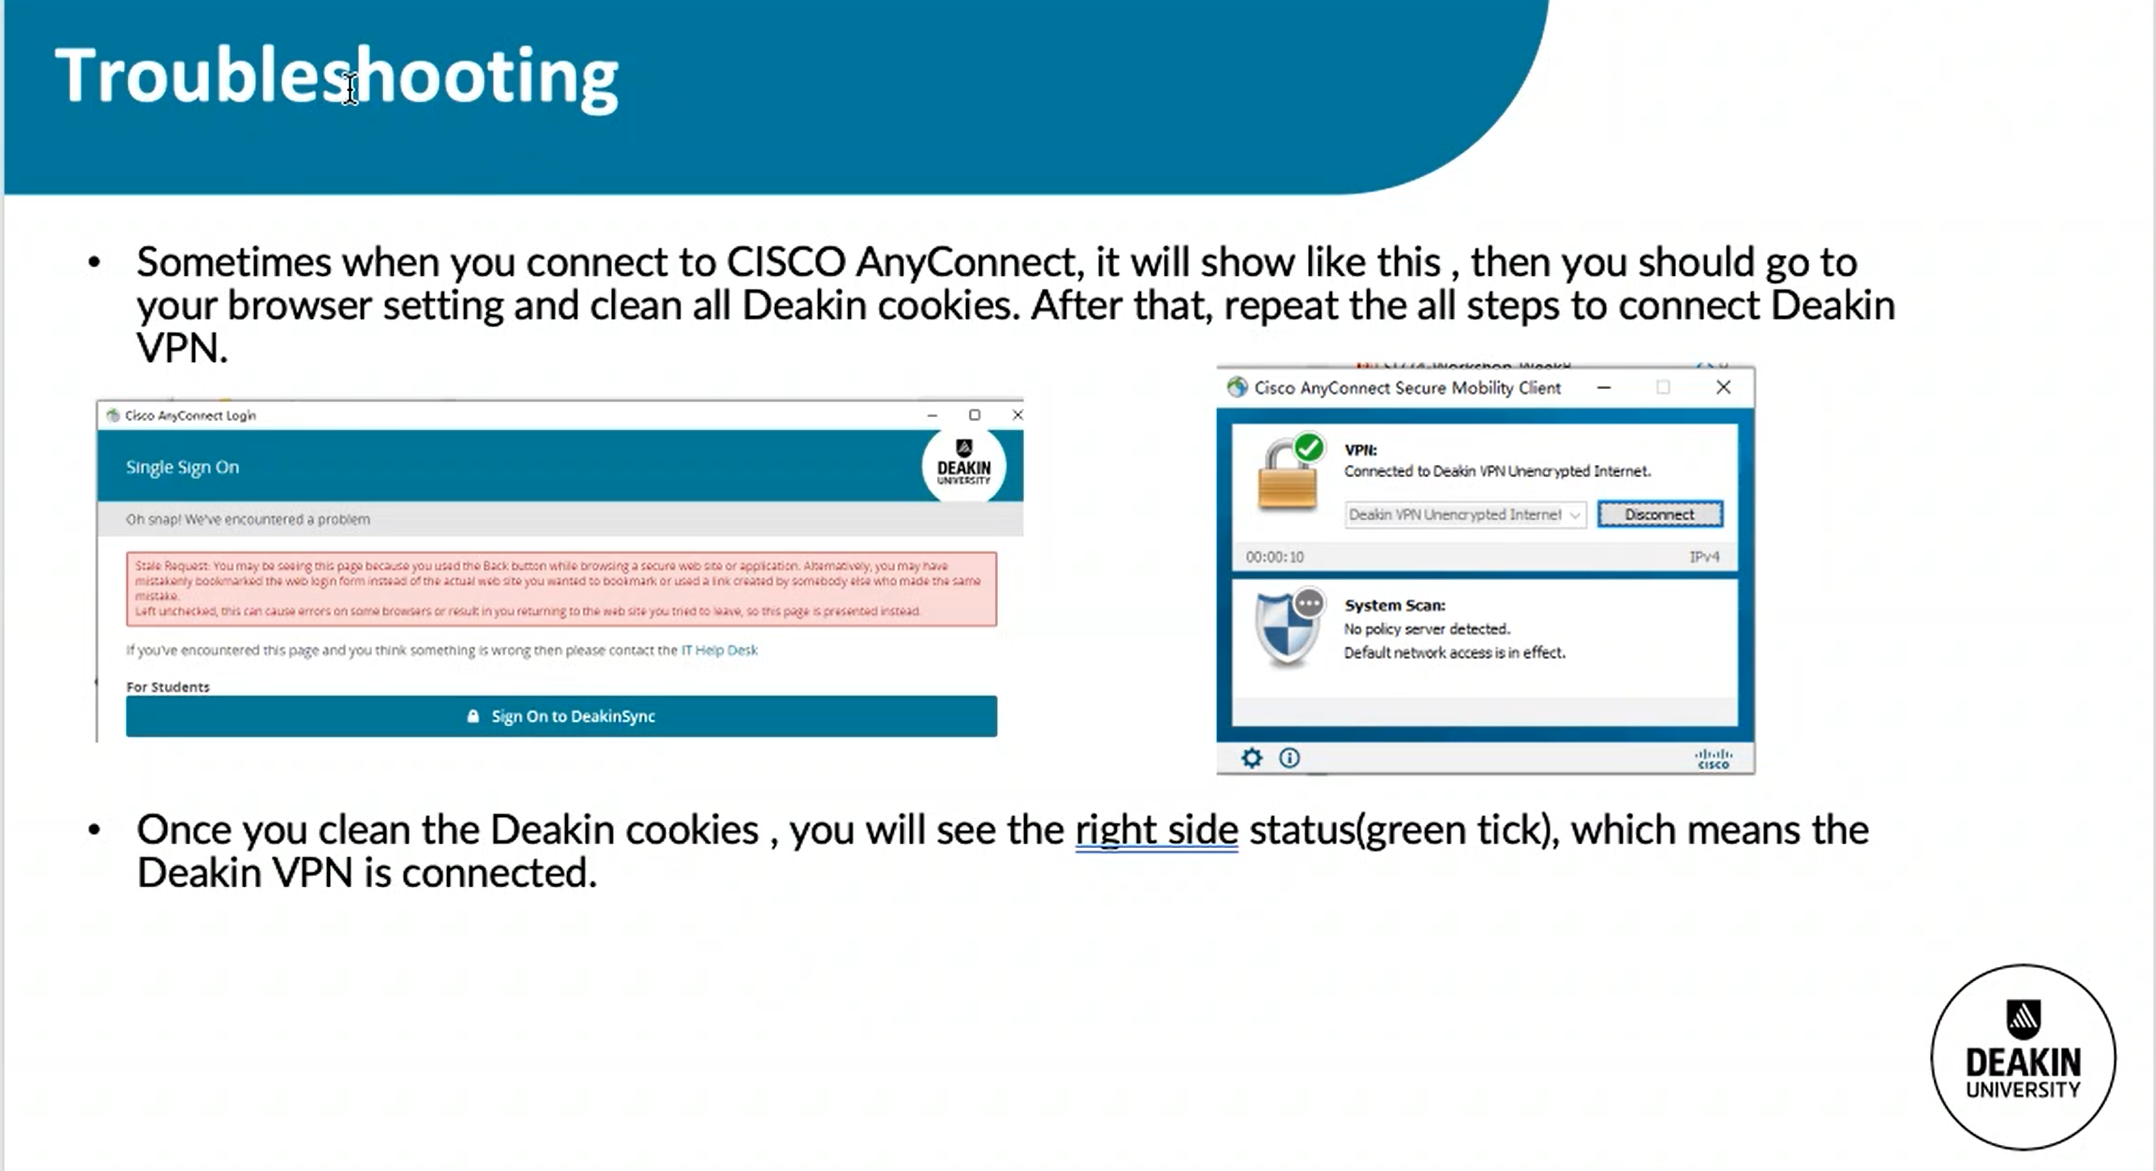 Troubleshooting
• Sometimes when you connect to CISCO AnyConnect, it will show like this , then you should go to
your browser setting and clean all Deakin cookies. After that, repeat the all steps to connect Deakin
VPN.
Cisco AnyConnect Login
Single Sign On
DEAKIN
UNIVERSITY
Oh snap! We've encountered a problem
Stale Request: You may be seeing this page because you used the Back button while browsing a secure web site or application. Alternatively, you may have
mistakenly bookmarked the web login form instead of the actual web site you wanted to bookmark or used a link created by somebody else who made the same
mistake.
Left unchecked, this can cause errors on some browsers or result in you returning to the web site you tried to leave, so this page is presented instead.
If you've encountered this page and you think something is wrong then please contact the IT Help Desk
For Students
Sign On to DeakinSync
Cisco AnyConnect Secure Mobility Client
VPN:
Connected to Deakin VPN Unencrypted Internet.
Deakin VPN Unencrypted Internet
Disconnect
00:00:10
IPv4
System Scan:
No policy server detected.
Default network access is in effect.
CISCO
• Once you clean the Deakin cookies , you will see the right side status(green tick), which means the
Deakin VPN is connected.
DEAKIN
UNIVERSITY